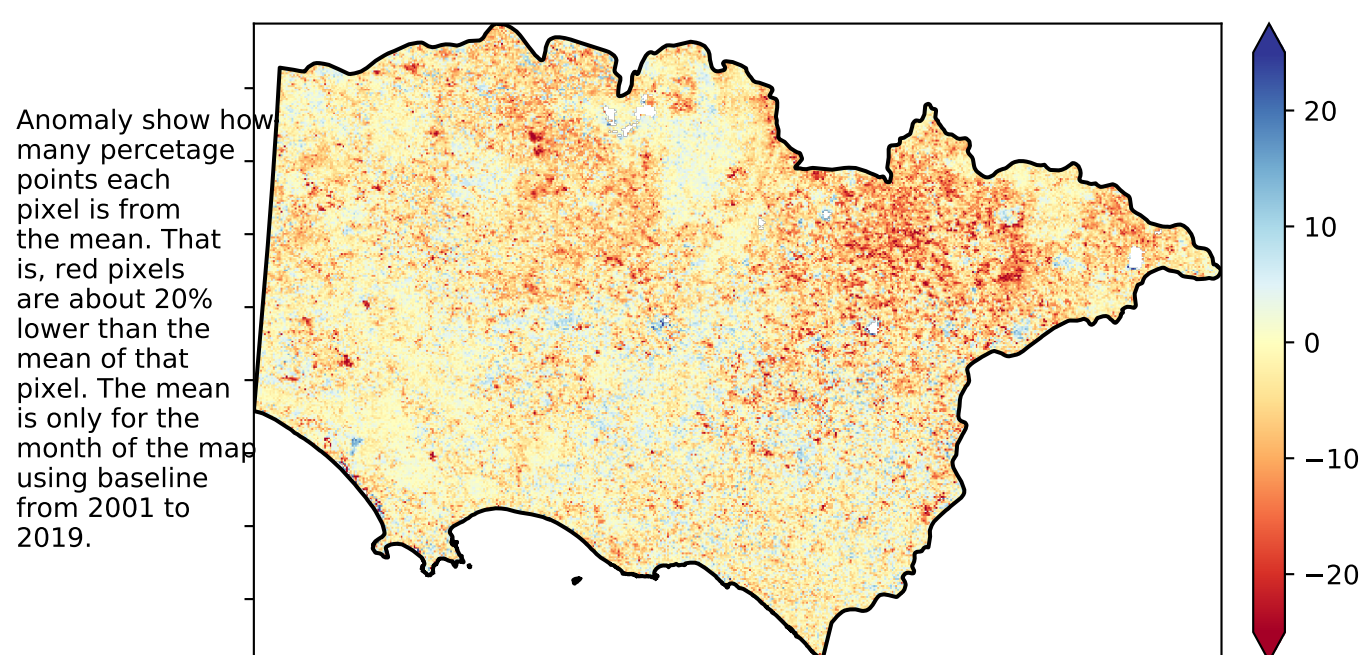 Anomaly show how
many percetage
points each
pixel is from
the mean. That
is, red pixels
are about 20%
lower than the
mean of that
pixel. The mean
is only for the
month of the map
using baseline
from 2001 to
2019.
20
10
0
−10
−20